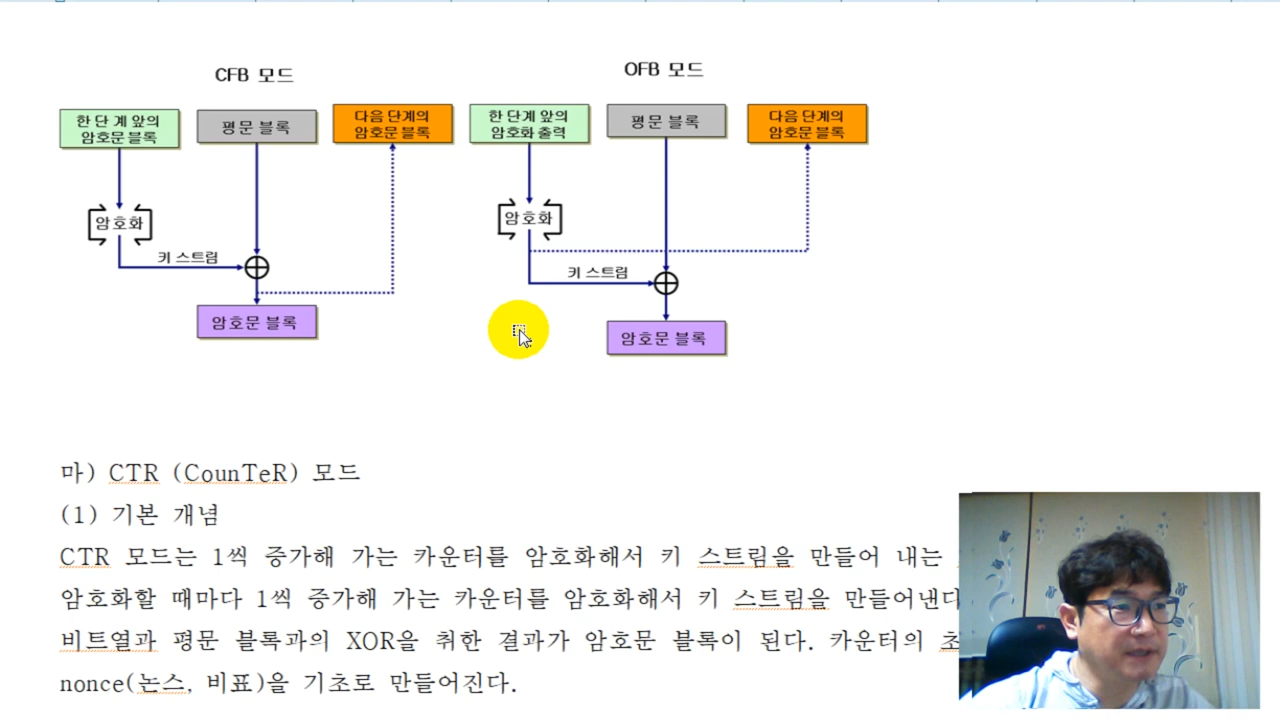 CFB 모드
한 단 계 앞의
암호문 블록
평문 블록
다음 단계의
암호문 블록
암호화
키 스트림
암호문 블록
OFB 모드
한 단계 앞의
암호화 출력
평문 블록
다음 단계의
암호문 블록
암호화
키 스트림
암호문 블록
마) CTR (CounTeR) 모드
(1) 기본 개념
CTR 모드는 1씩 증가해 가는 카운터를 암호화해서 키 스트림을 만들어 내는
암호화할 때마다 1씩 증가해 가는 카운터를 암호화해서 키 스트림을 만들어낸다
비트열과 평문 블록과의 XOR을 취한 결과가 암호문 블록이 된다. 카운터의 초
nonce(논스, 비표)을 기초로 만들어진다.